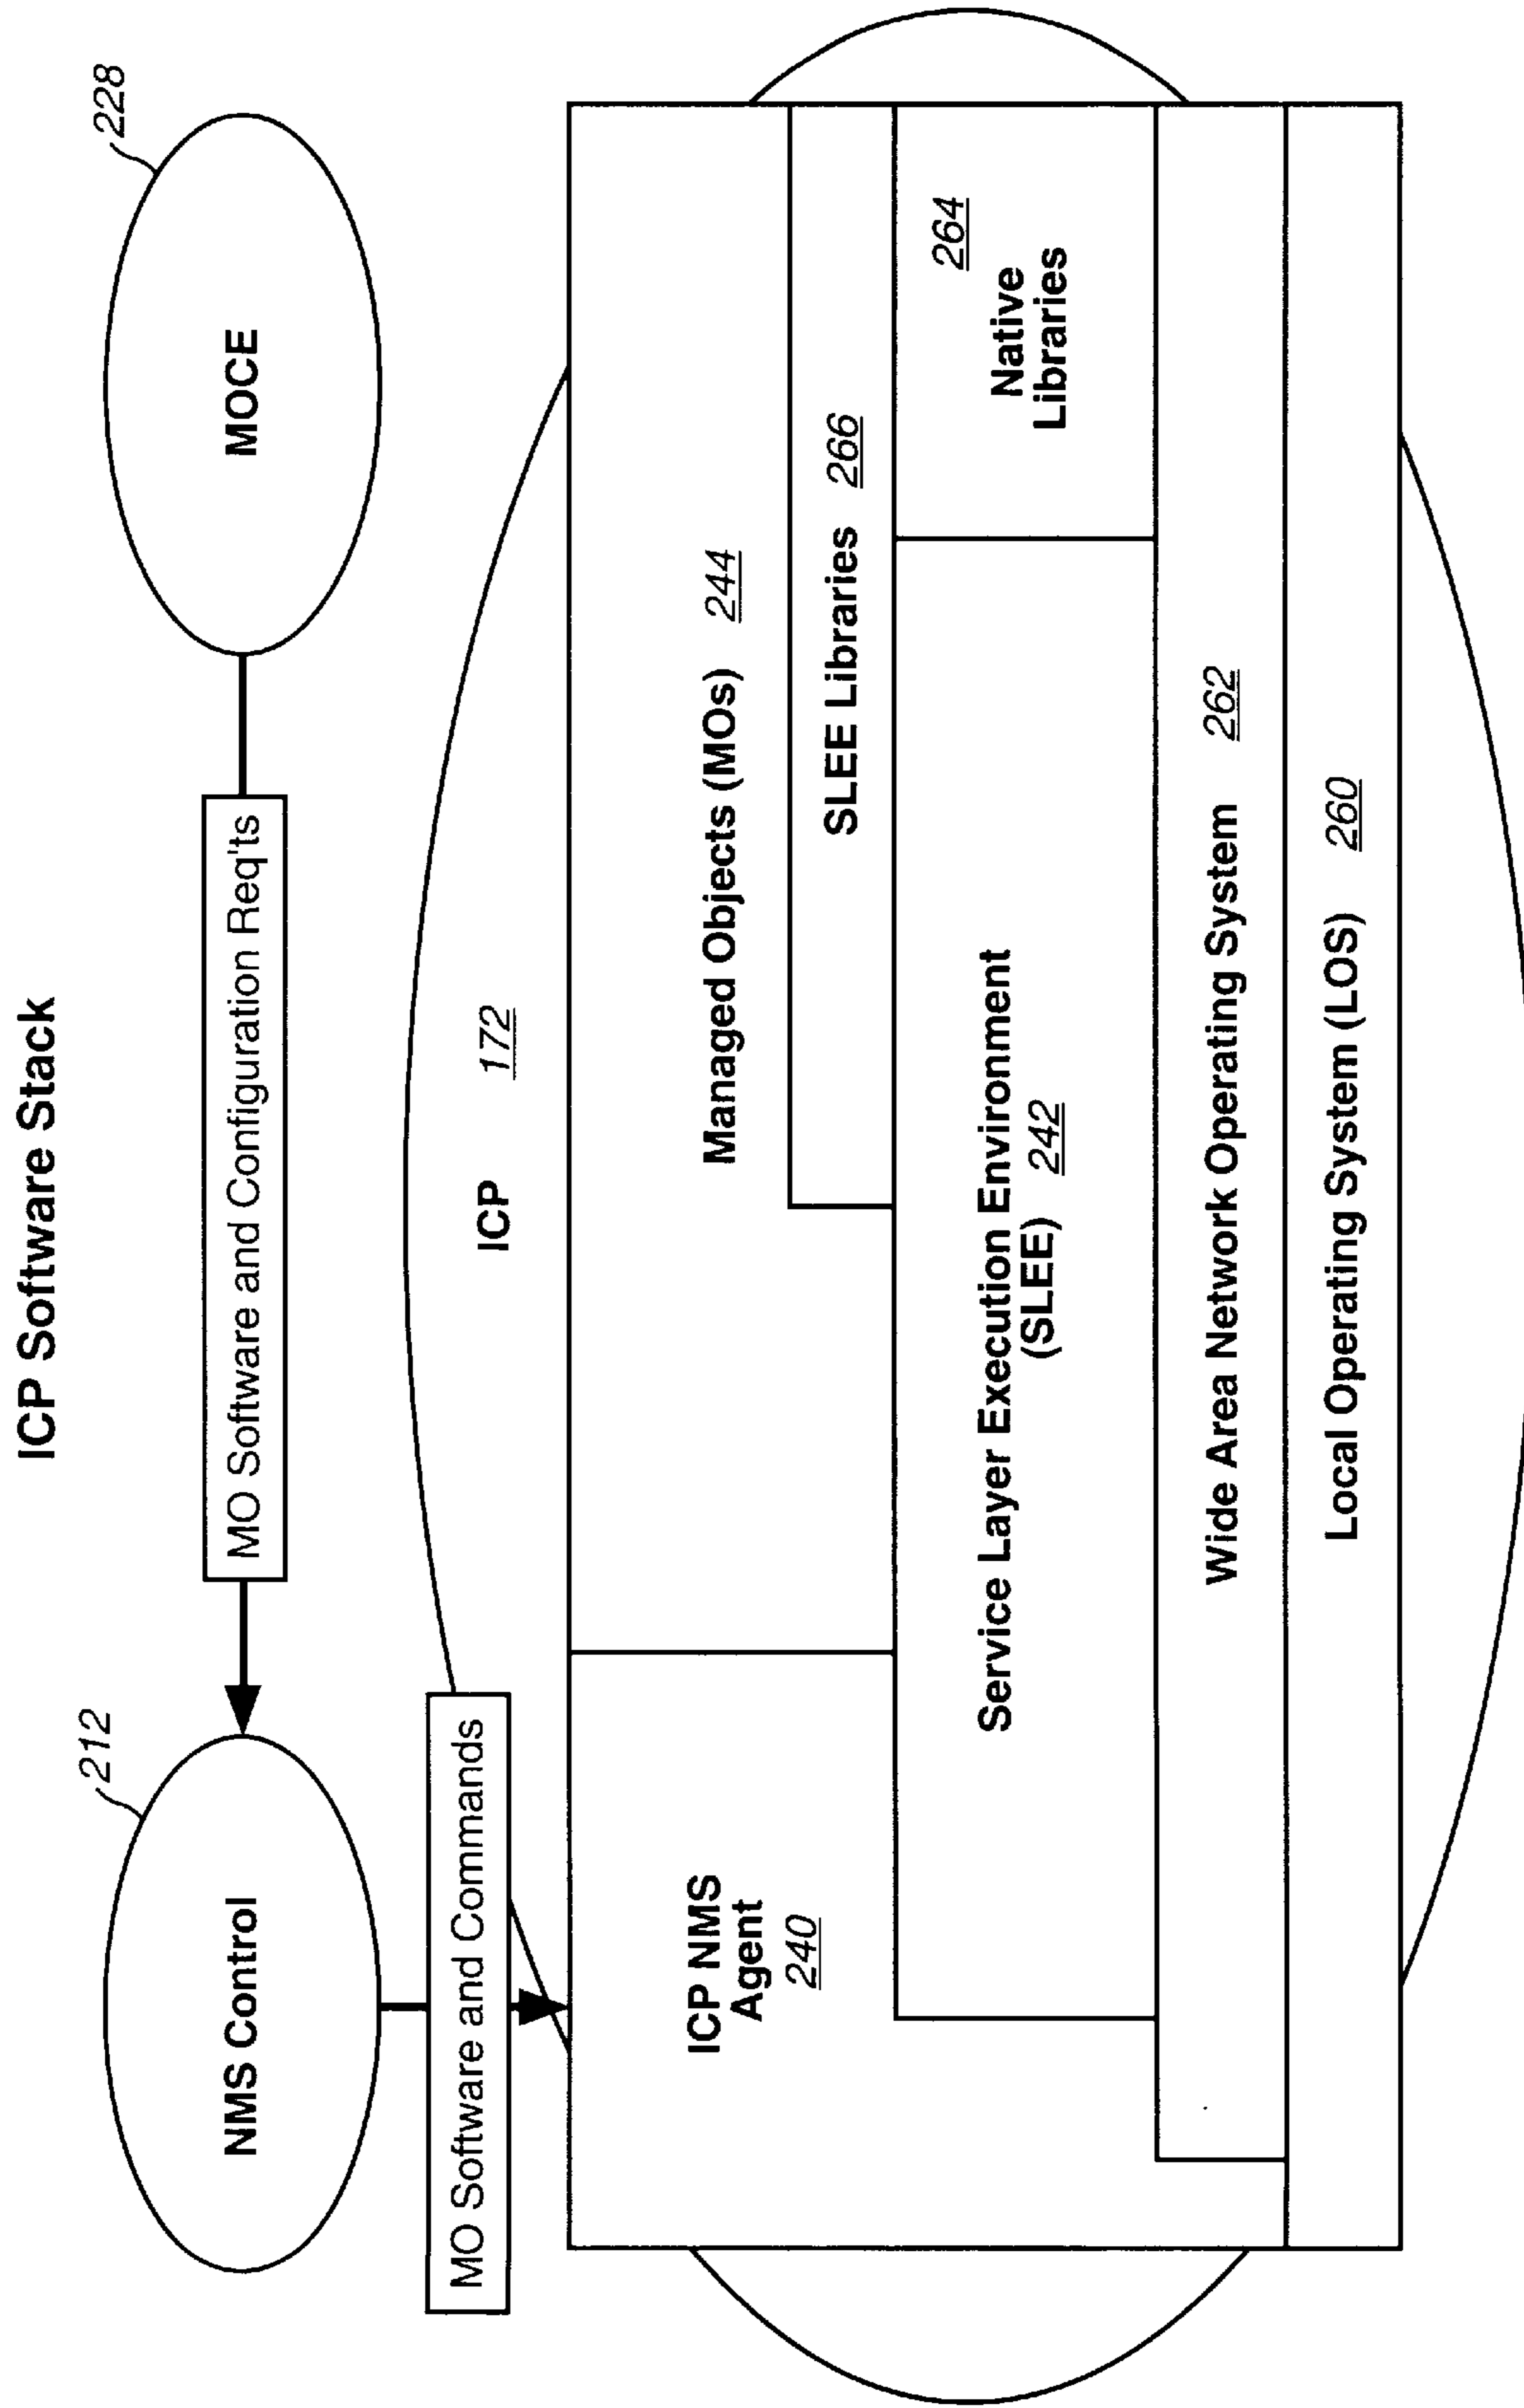 ICP Software Stack
212
228
NMS Control
MO Software and Configuration Req'ts
MOCE
MO Software and Commands
ICP 172
ICP NMS
Agent
240
Managed Objects (MOs) 244
SLEE Libraries 266
Service Layer Execution Environment
(SLEE) 242
264
Native
Libraries
Wide Area Network Operating System 262
Local Operating System (LOS) 260